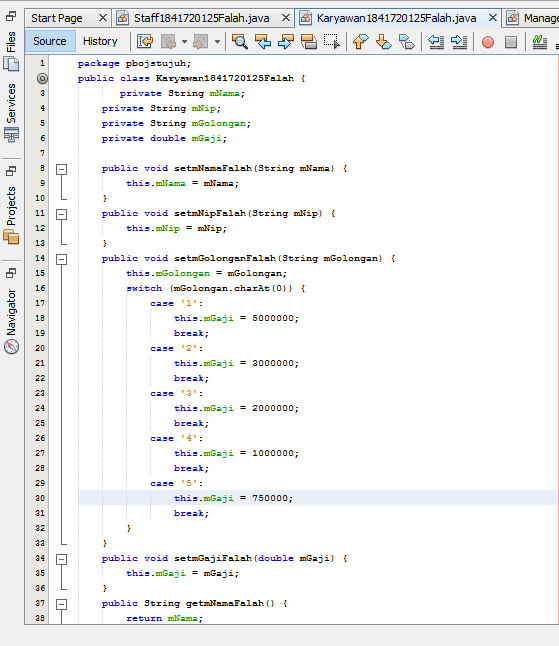 Start Page
Staff1841720125Falah.java
Karyawan1841720125Falah.java
Manage
Source
History
Files
Services
Projects
Navigator
1 package pbojstujuh;
public class Karyawan1841720125Falah {
3 private String mNama;
4 private String mNip;
5 private String mGolongan;
6 private double mGaji;
7
8 public void setmNamaFalah(String mNama) {
9 this.mNama = mNama;
10 }
11 public void setmNipFalah(String mNip) {
12 this.mNip = mNip;
13 }
14 public void setmGolonganFalah(String mGolongan) {
15 this.mGolongan = mGolongan;
16 switch (mGolongan.charAt(0)) {
17 case '1':
18 this.mGaji = 5000000;
19 break;
20 case '2':
21 this.mGaji = 3000000;
22 break;
23 case '3':
24 this.mGaji = 2000000;
25 break;
26 case '4':
27 this.mGaji = 1000000;
28 break;
29 case '5':
30 this.mGaji = 750000;
31 break;
32 }
33 }
34 public void setmGajiFalah(double mGaji) {
35 this.mGaji = mGaji;
36 }
37 public String getmNamaFalah() {
38 return mNama;